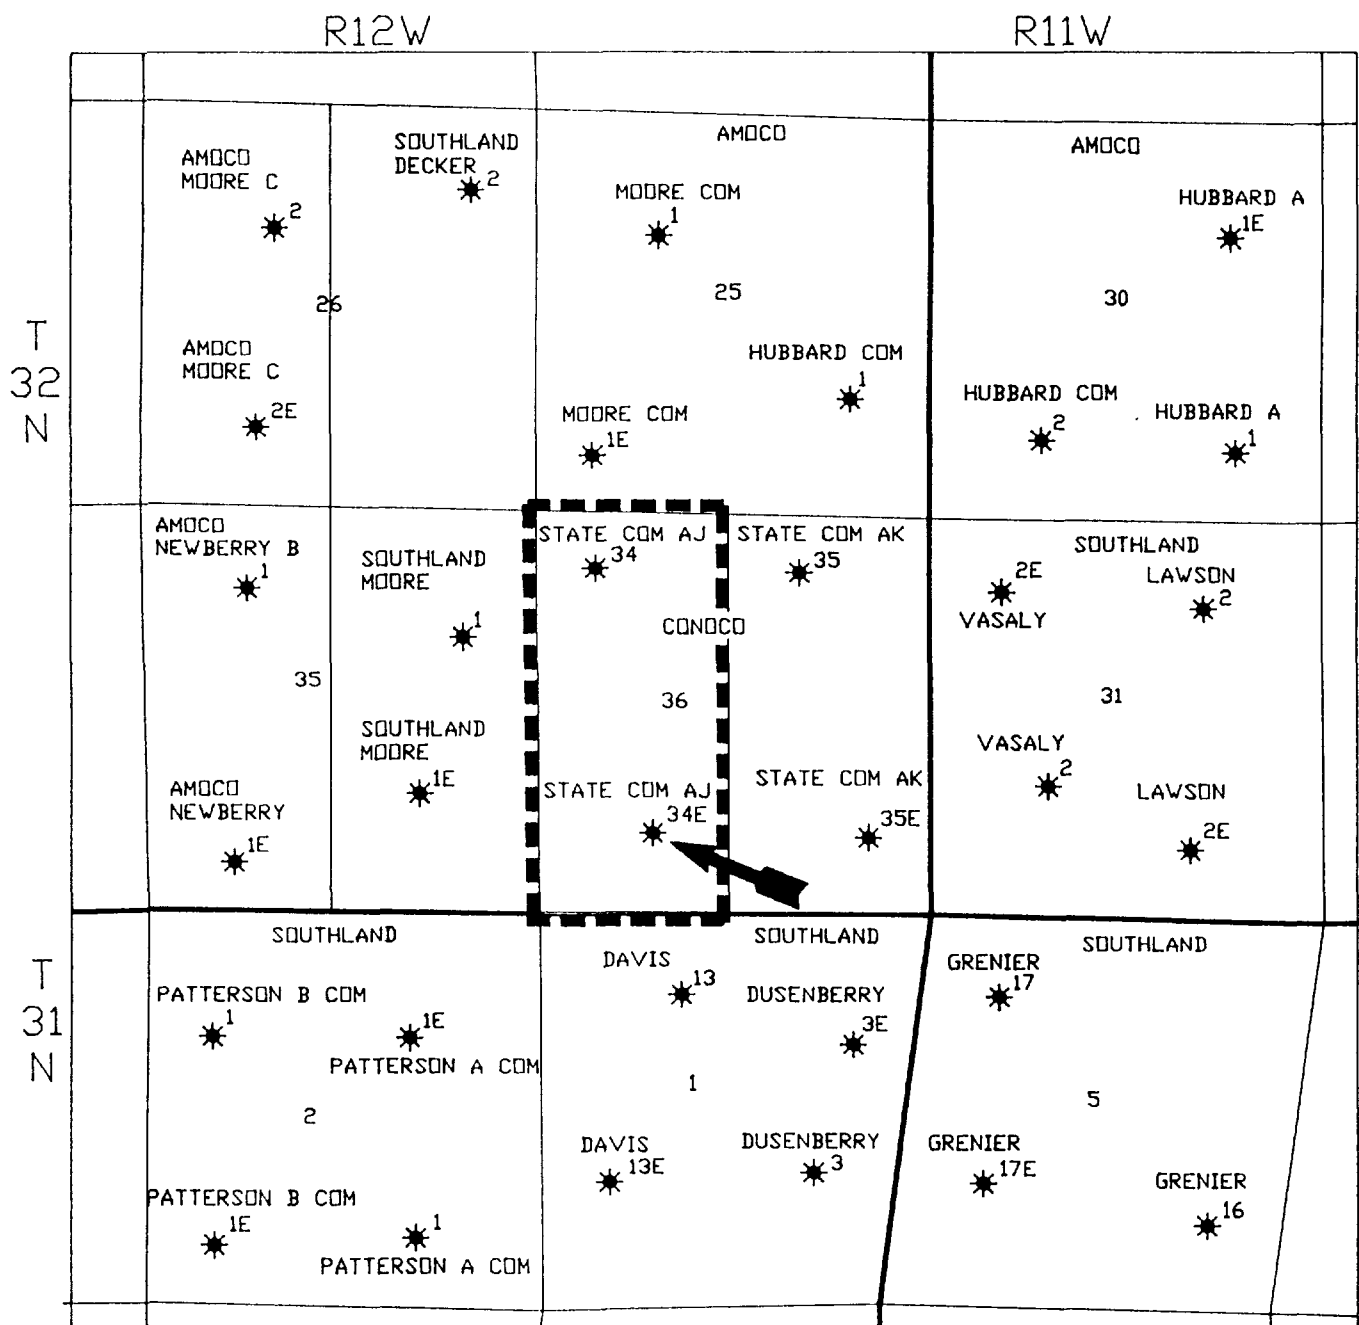 R12W
R11W
T
32
N
T
31
N
AMOCO
MOORE C
2
SOUTHLAND
DECKER
2
26
AMOCO
MOORE C
2E
AMOCO
MOORE COM
1
25
HUBBARD COM
1
MOORE COM
1E
AMOCO
HUBBARD A
1E
30
HUBBARD COM
2
HUBBARD A
1
AMOCO
NEWBERRY B
1
SOUTHLAND
MOORE
1
35
SOUTHLAND
MOORE
1E
AMOCO
NEWBERRY
1E
STATE COM AJ
34
STATE COM AK
35
CONOCO
36
STATE COM AJ
34E
STATE COM AK
35E
SOUTHLAND
2E
VASALY
LAWSON
2
31
VASALY
2
LAWSON
2E
SOUTHLAND
PATTERSON B COM
1
1E
PATTERSON A COM
2
PATTERSON B COM
1E
1
PATTERSON A COM
SOUTHLAND
DAVIS
13
DUSENBERRY
3E
1
DAVIS
13E
DUSENBERRY
3
SOUTHLAND
GRENIER
17
5
GRENIER
17E
GRENIER
16